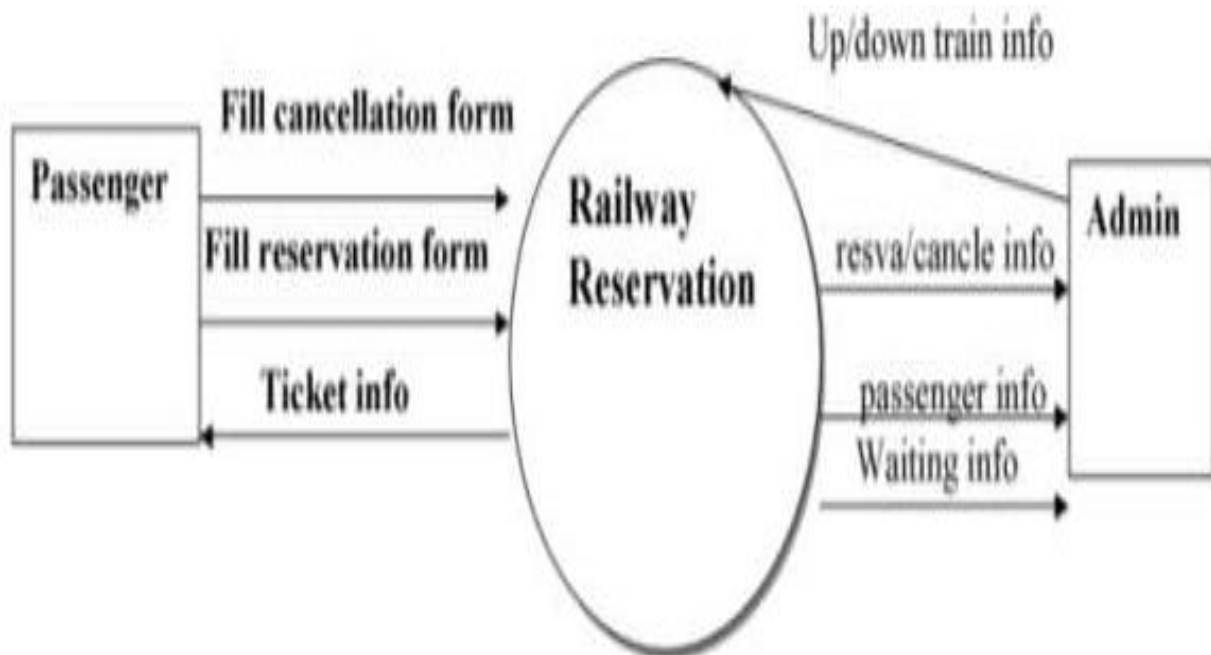 Up/down train info
Fill cancellation form
Passenger
Railway
Reservation
Admin
Fill reservation form
resva/cancle info
Ticket info
passenger info
Waiting info